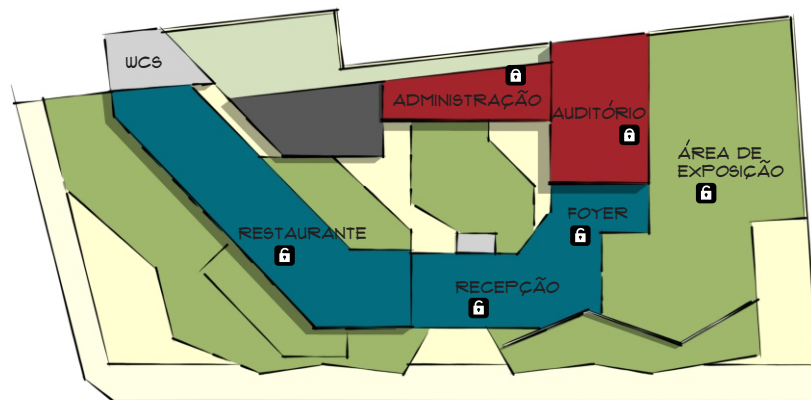 WCS
ADMINISTRAÇÃO
AUDITÓRIO
ÁREA DE
EXPOSIÇÃO
FOYER
RESTAURANTE
RECEPÇÃO